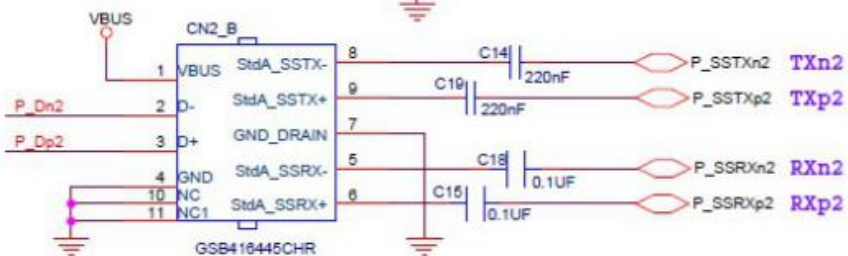 VBUS
CN2_B
1 VBUS StdA_SSTX- 8 C14 220nF P_SSTXn2 TXn2
P_Dn2 2 D- StdA_SSTX+ 9 C19 220nF P_SSTXp2 TXp2
P_Dp2 3 D+ GND_DRAIN 7
4 GND StdA_SSRX- 5 C18 0.1UF P_SSRXn2 RXn2
10 NC
11 NC1 StdA_SSRX+ 6 C15 0.1UF P_SSRXp2 RXp2
GSB416445CHR